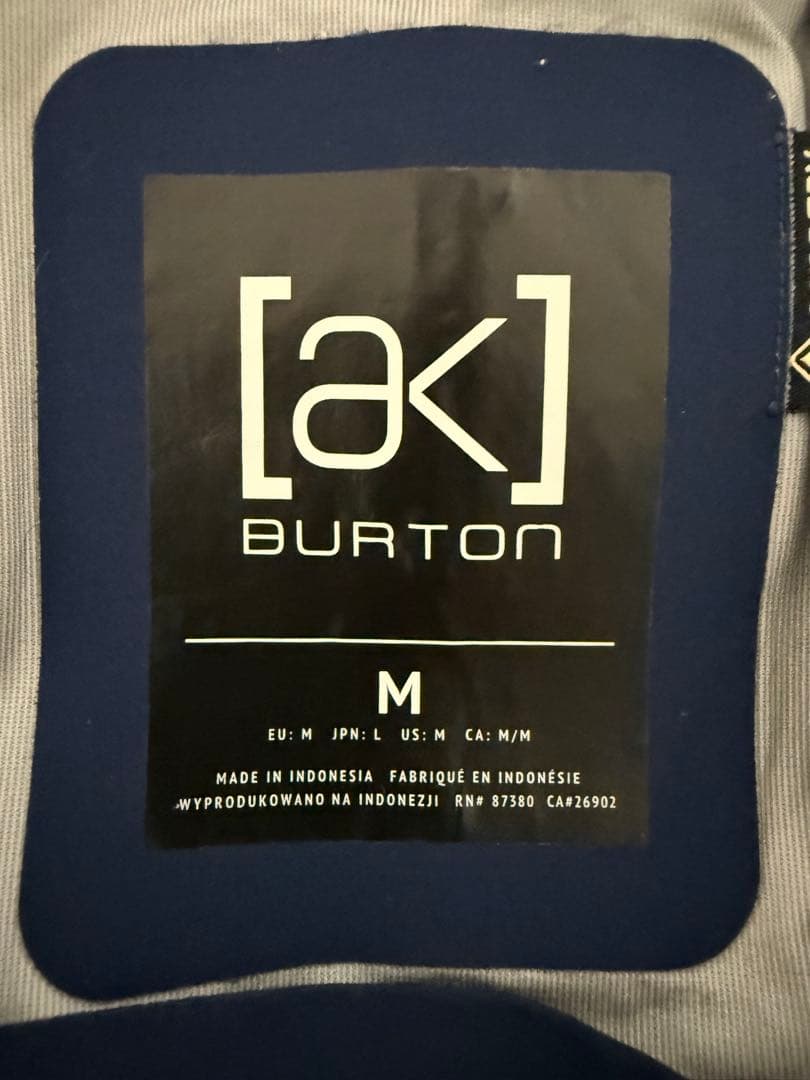 [ak]
BURTON
M
EU: M JPN: L US: M CA: M/M
MADE IN INDONESIA FABRIQUÉ EN INDONÉSIE
WYPRODUKOWANO NA INDONEZJI RN# 87380 CA#26902